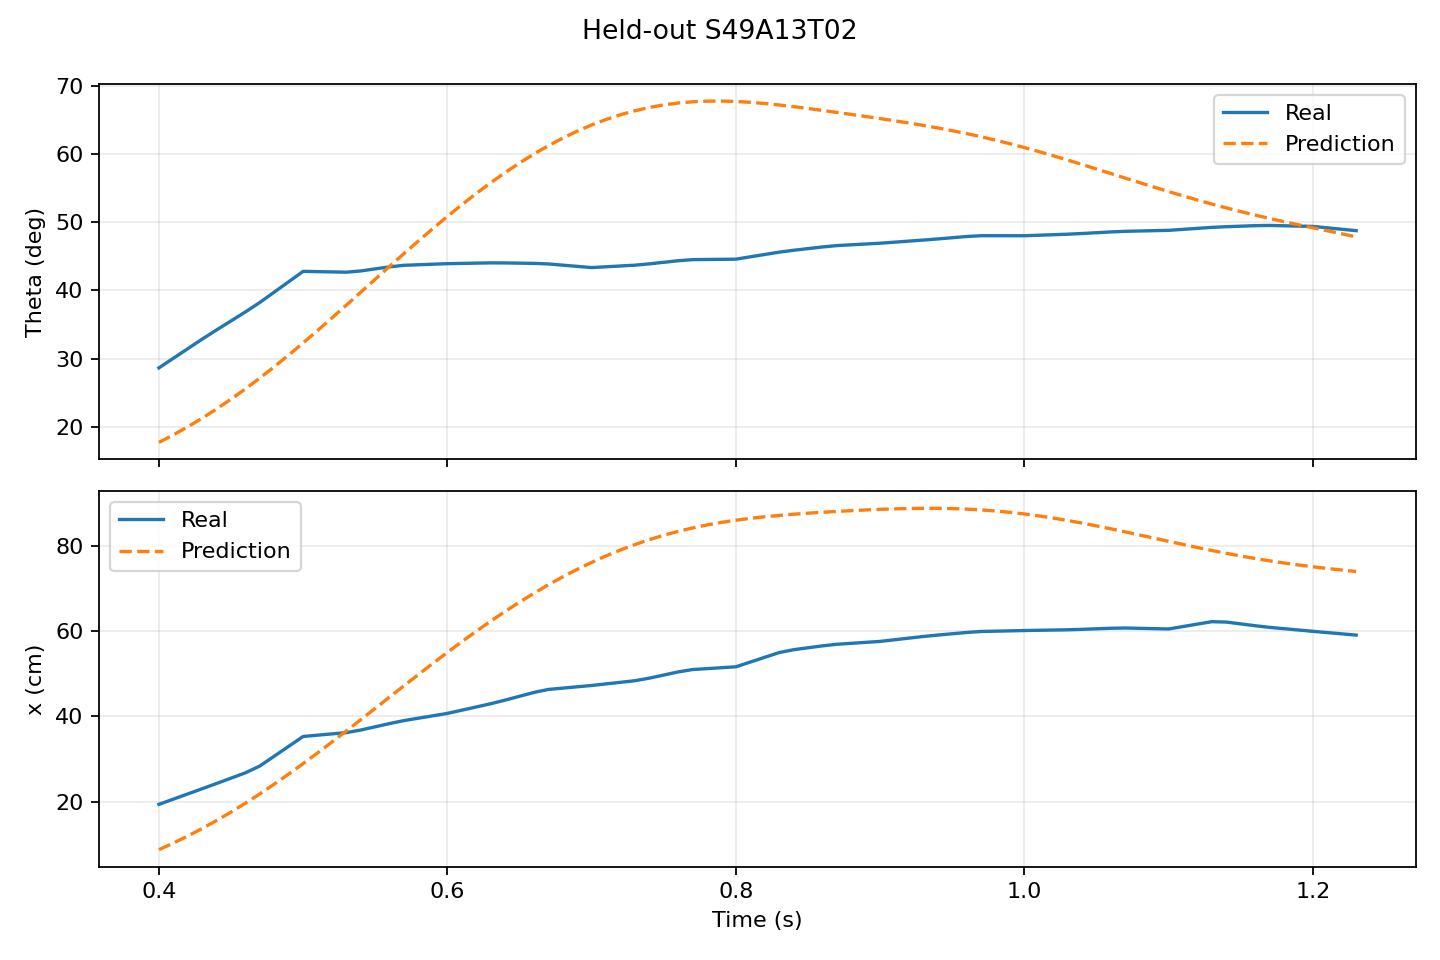 Held-out S49A13T02
70
60
50
40
30
20
Theta (deg)
Real
Prediction
80
60
40
20
x (cm)
Real
Prediction
0.4 0.6 0.8 1.0 1.2
Time (s)